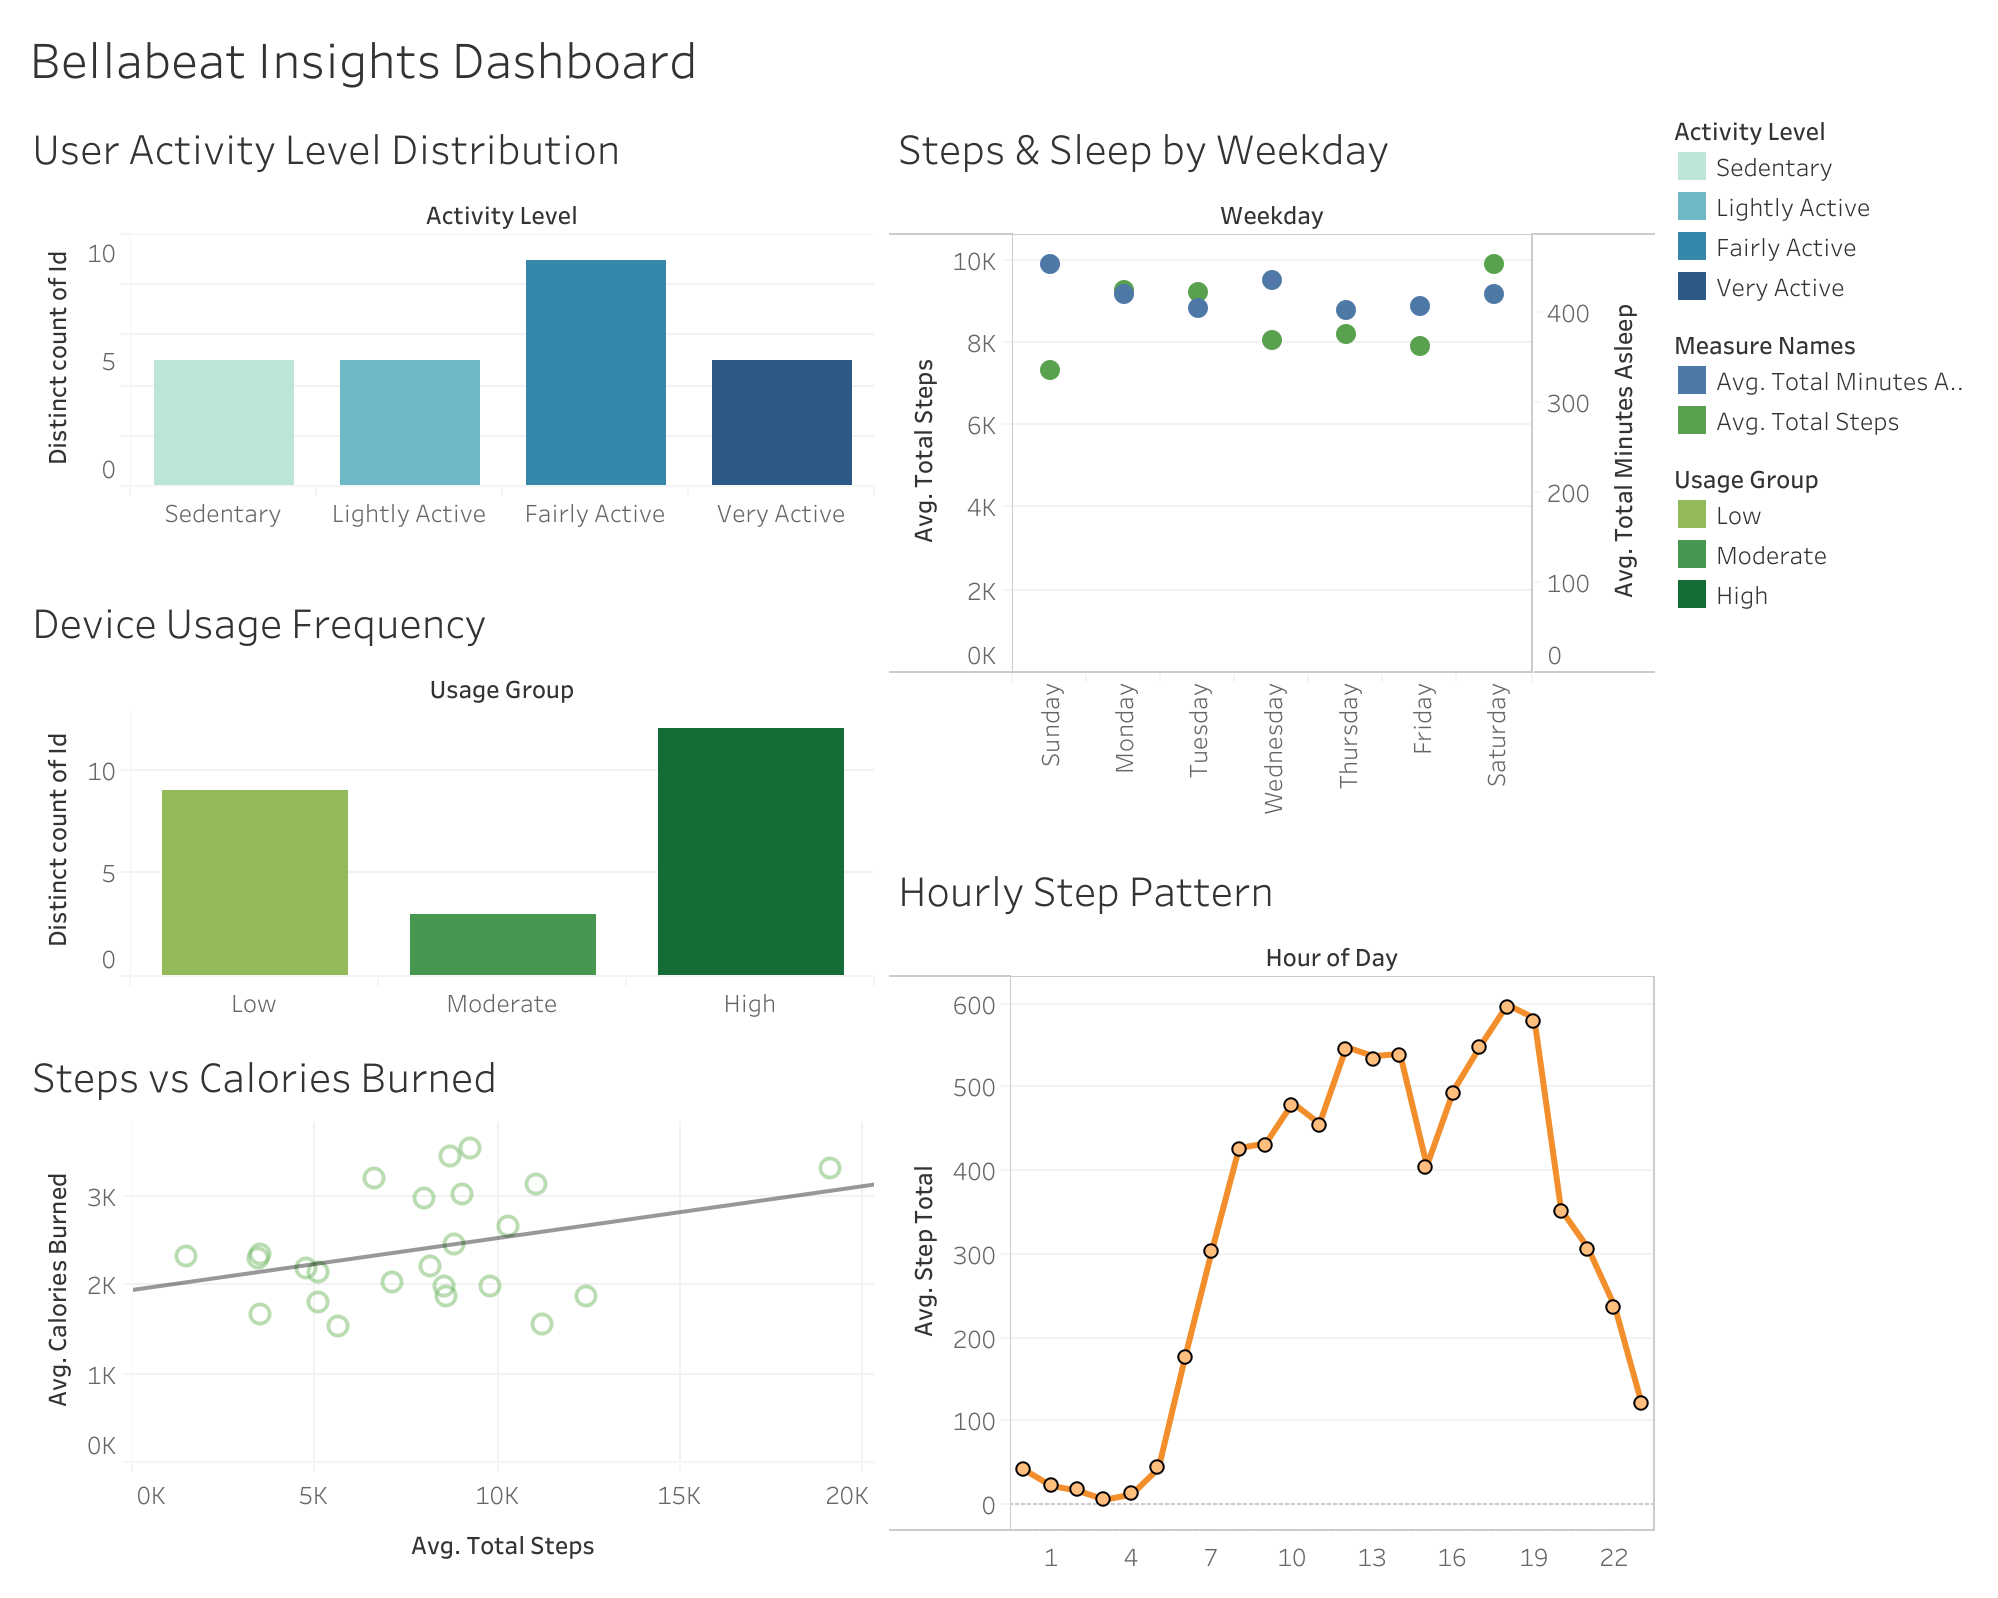 Bellabeat Insights Dashboard
User Activity Level Distribution
Activity Level
Distinct count of Id
10
5
0
Sedentary
Lightly Active
Fairly Active
Very Active
Device Usage Frequency
Usage Group
Distinct count of Id
10
5
0
Low
Moderate
High
Steps vs Calories Burned
Avg. Calories Burned
3K
2K
1K
0K
0K
5K
10K
15K
20K
Avg. Total Steps
Steps & Sleep by Weekday
Weekday
Avg. Total Steps
10K
8K
6K
4K
2K
0K
400
300
200
100
0
Avg. Total Minutes Asleep
Sunday
Monday
Tuesday
Wednesday
Thursday
Friday
Saturday
Hourly Step Pattern
Hour of Day
Avg. Step Total
600
500
400
300
200
100
0
1
4
7
10
13
16
19
22
Activity Level
Sedentary
Lightly Active
Fairly Active
Very Active
Measure Names
Avg. Total Minutes A..
Avg. Total Steps
Usage Group
Low
Moderate
High